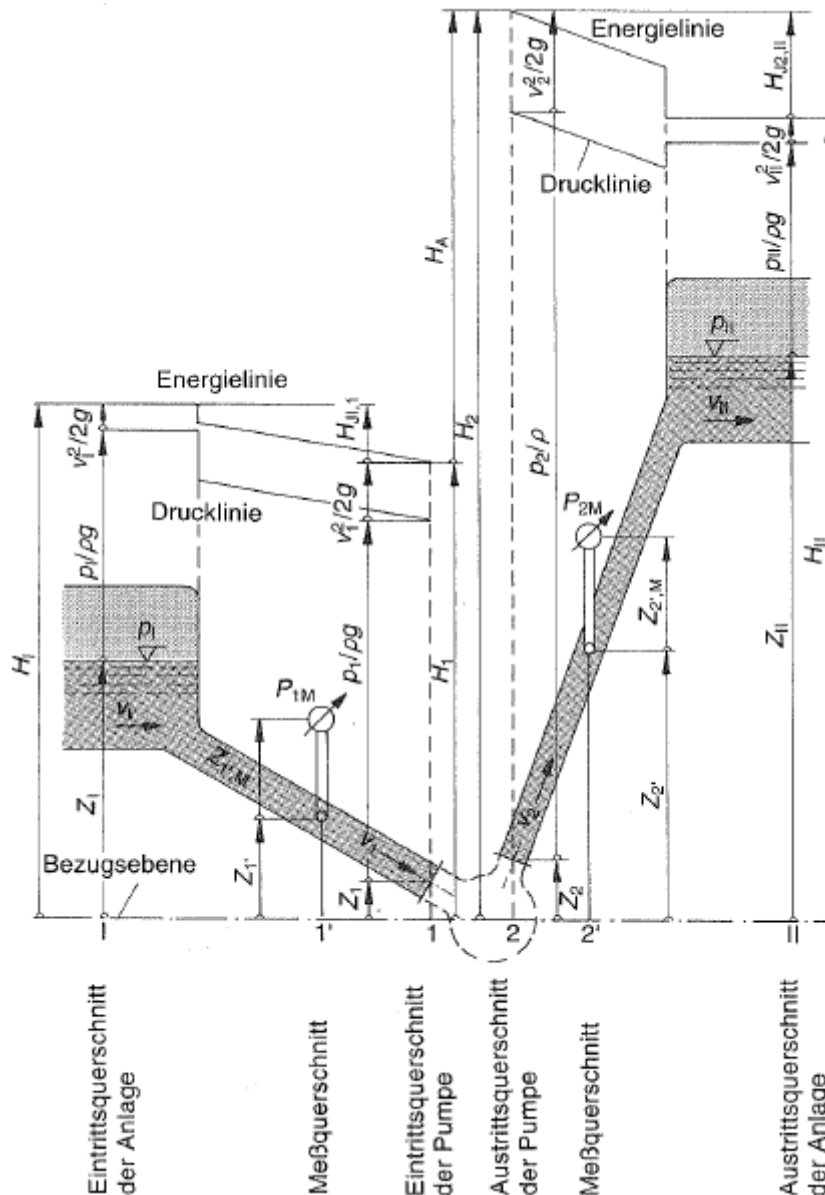 Energielinie
v₂²/2g
H_J2,II
Drucklinie
v_II²/2g
H_A
p_II/ρg
p_II
v_II
Energielinie
H_JI,1
H_2
v_I²/2g
p_2/ρ
Drucklinie
v_1²/2g
P_2M
H_II
p_I/ρg
Z_2',M
Z_II
p_I
p_1/ρg
H_1
H_I
P_1M
v_I
Z_1',M
v_2
Z_2'
Z_I
v_1
Bezugsebene
Z_1'
Z_1
Z_2
I
1'
1
2
2'
II
Eintrittsquerschnitt
der Anlage
Meßquerschnitt
Eintrittsquerschnitt
der Pumpe
Austrittsquerschnitt
der Pumpe
Meßquerschnitt
Austrittsquerschnitt
der Anlage